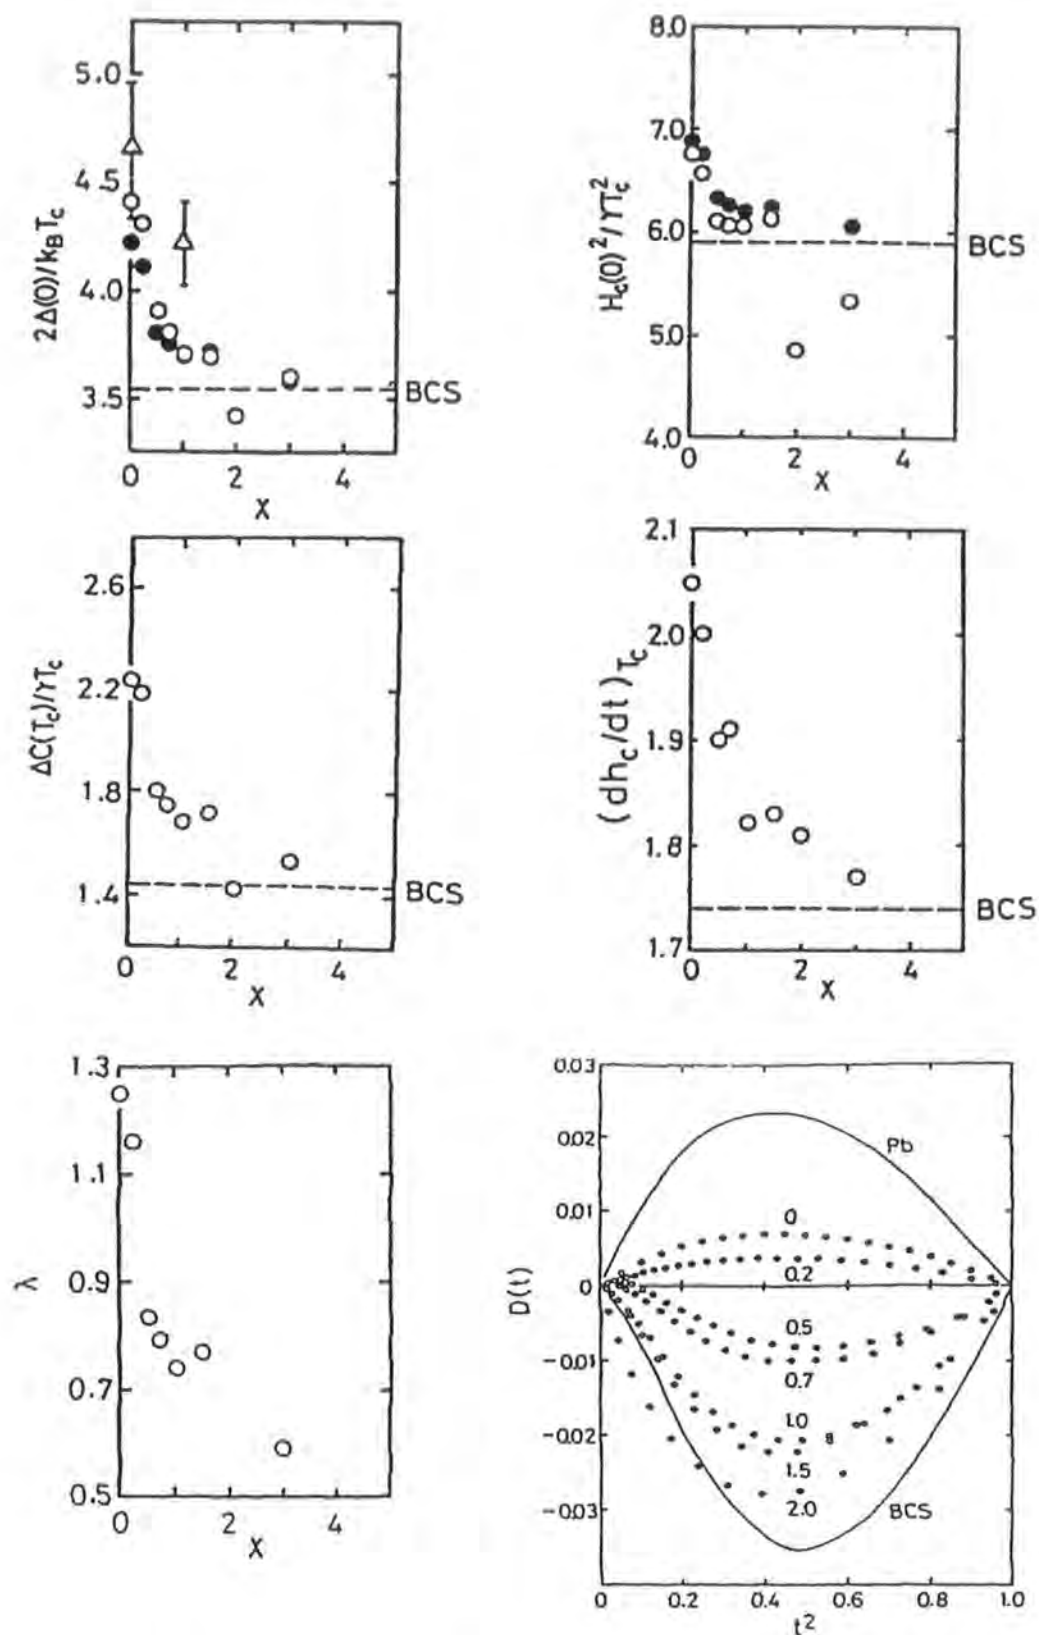 5.0
4.5
4.0
3.5
2Δ(0)/k_BT_c
BCS
0 2 4
X
8.0
7.0
6.0
5.0
4.0
H_c(0)²/γT_c²
BCS
0 2 4
X
2.6
2.2
1.8
1.4
ΔC(T_c)/γT_c
BCS
0 2 4
X
2.1
2.0
1.9
1.8
1.7
(dh_c/dt)_{T_c}
BCS
0 2 4
X
1.3
1.1
0.9
0.7
0.5
λ
0 2 4
X
0.03
0.02
0.01
0
−0.01
−0.02
−0.03
D(t)
Pb
0
0.2
0.5
0.7
1.0
1.5
2.0
BCS
0 0.2 0.4 0.6 0.8 1.0
t²